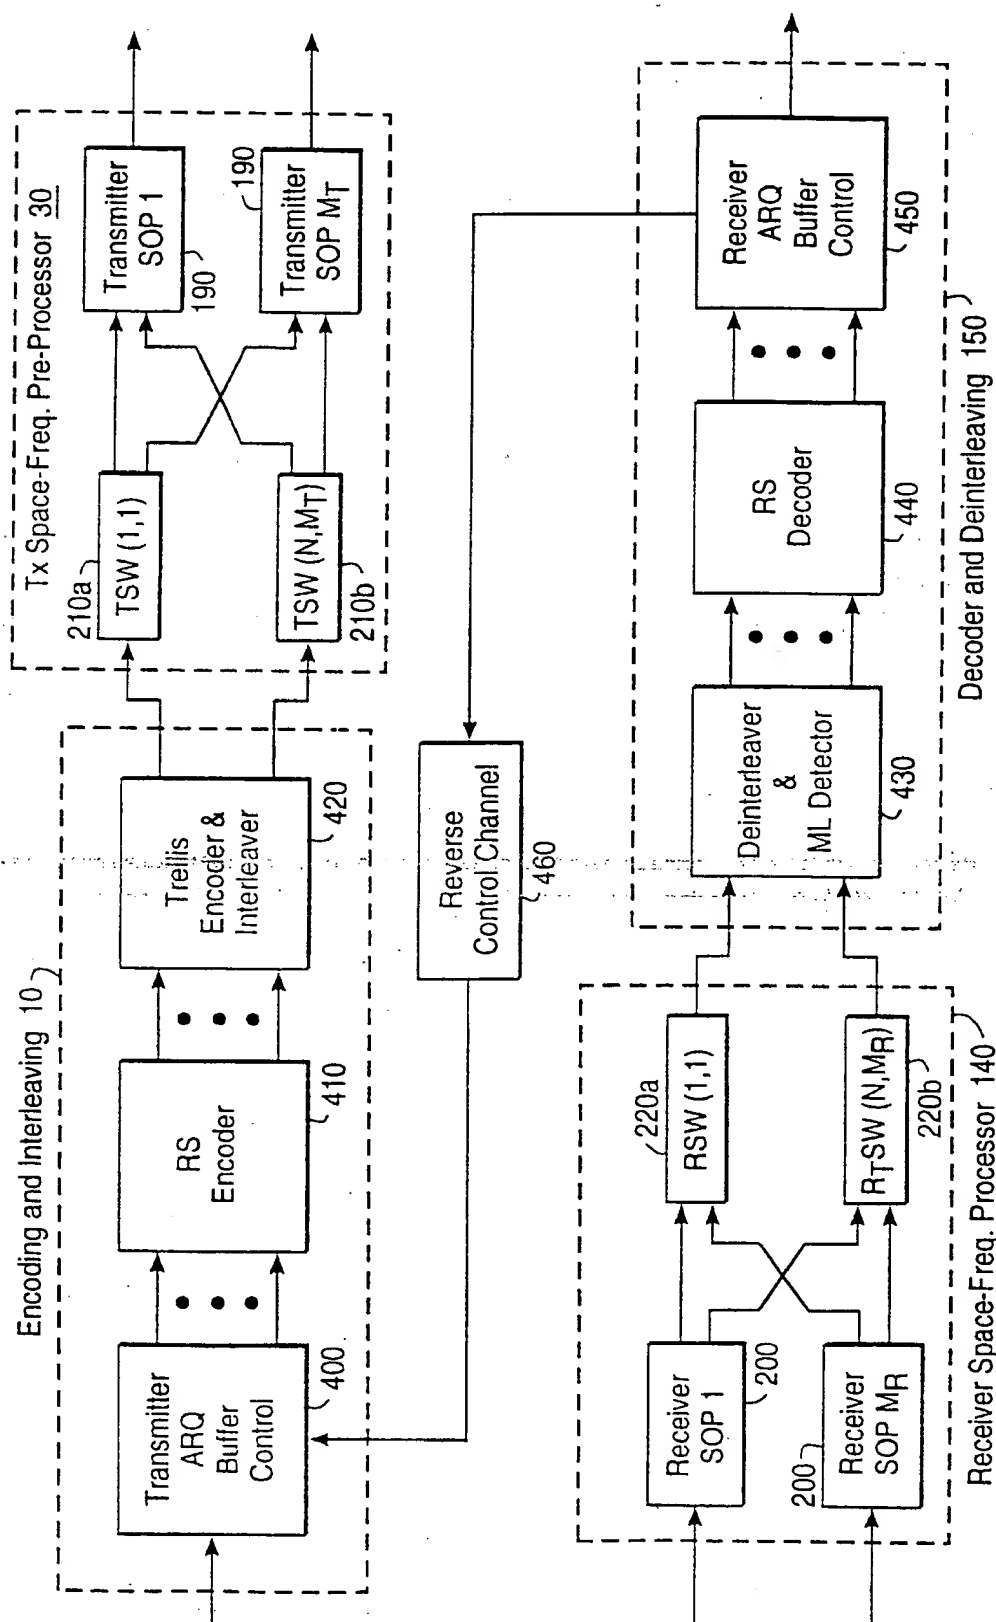 Encoding and Interleaving 10
Transmitter
ARQ
Buffer
Control
400
RS
Encoder
410
Trellis
Encoder &
Interleaver
420
Tx Space-Freq. Pre-Processor 30
210a
TSW (1,1)
TSW (N,MT)
210b
Transmitter
SOP 1
190
190
Transmitter
SOP MT
Reverse
Control Channel
460
Receiver
SOP 1
200
200
Receiver
SOP MR
220a
RSW (1,1)
RTSW (N,MR)
220b
Receiver Space-Freq. Processor 140
Deinterleaver
&
ML Detector
430
RS
Decoder
440
Receiver
ARQ
Buffer
Control
450
Decoder and Deinterleaving 150